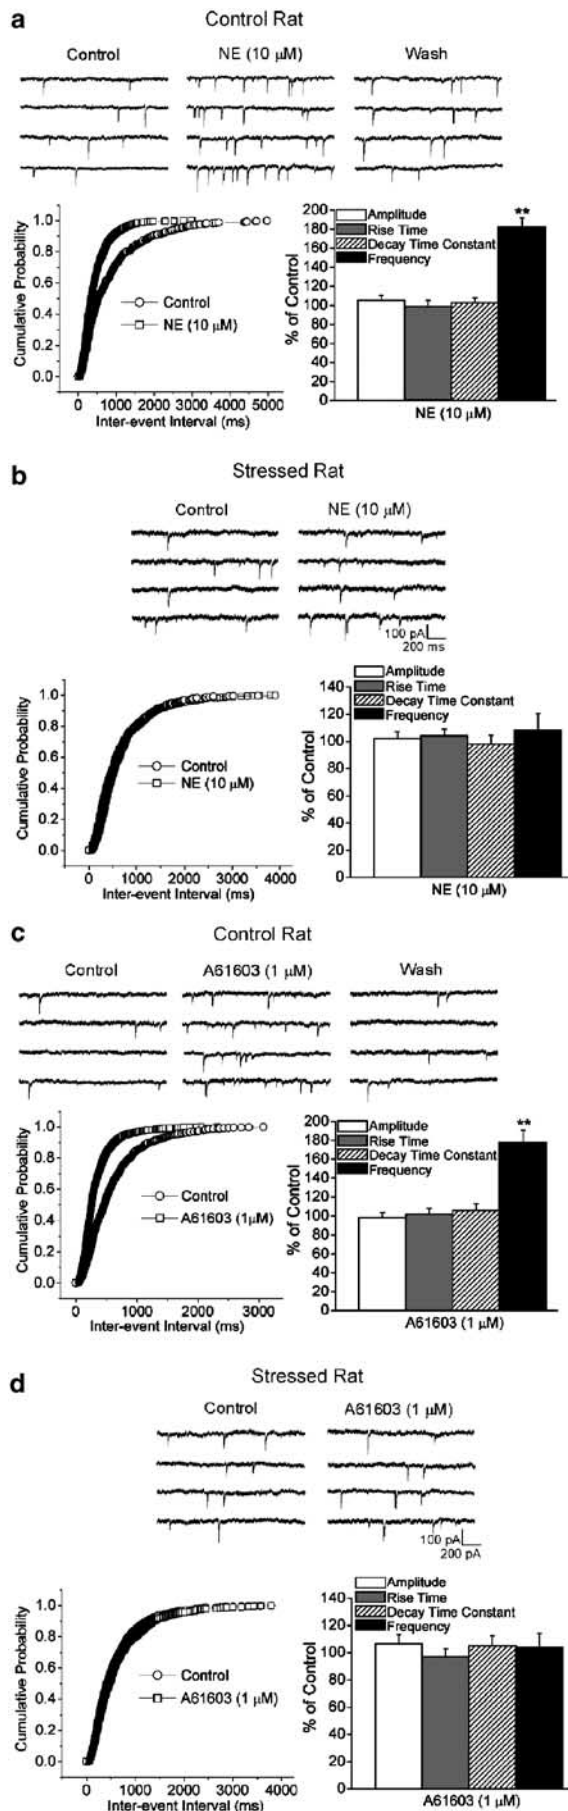 a
Control Rat
Control NE (10 μM) Wash
Cumulative Probability
1.0
0.8
0.6
0.4
0.2
0.0
Control
NE (10 μM)
0 1000 2000 3000 4000 5000
Inter-event Interval (ms)
% of Control
200
180
160
140
120
100
80
60
40
20
0
Amplitude
Rise Time
Decay Time Constant
Frequency
**
NE (10 μM)
b
Stressed Rat
Control NE (10 μM)
100 pA
200 ms
Cumulative Probability
1.0
0.8
0.6
0.4
0.2
0.0
Control
NE (10 μM)
0 1000 2000 3000 4000
Inter-event Interval (ms)
% of Control
140
120
100
80
60
40
20
0
Amplitude
Rise Time
Decay Time Constant
Frequency
NE (10 μM)
c
Control Rat
Control A61603 (1 μM) Wash
Cumulative Probability
1.0
0.8
0.6
0.4
0.2
0.0
Control
A61603 (1μM)
0 1000 2000 3000
Inter-event Interval (ms)
% of Control
200
180
160
140
120
100
80
60
40
20
0
Amplitude
Rise Time
Decay Time Constant
Frequency
**
A61603 (1 μM)
d
Stressed Rat
Control A61603 (1 μM)
100 pA
200 pA
Cumulative Probability
1.0
0.8
0.6
0.4
0.2
0.0
Control
A61603 (1 μM)
0 1000 2000 3000 4000
Inter-event Interval (ms)
% of Control
140
120
100
80
60
40
20
0
Amplitude
Rise Time
Decay Time Constant
Frequency
A61603 (1 μM)